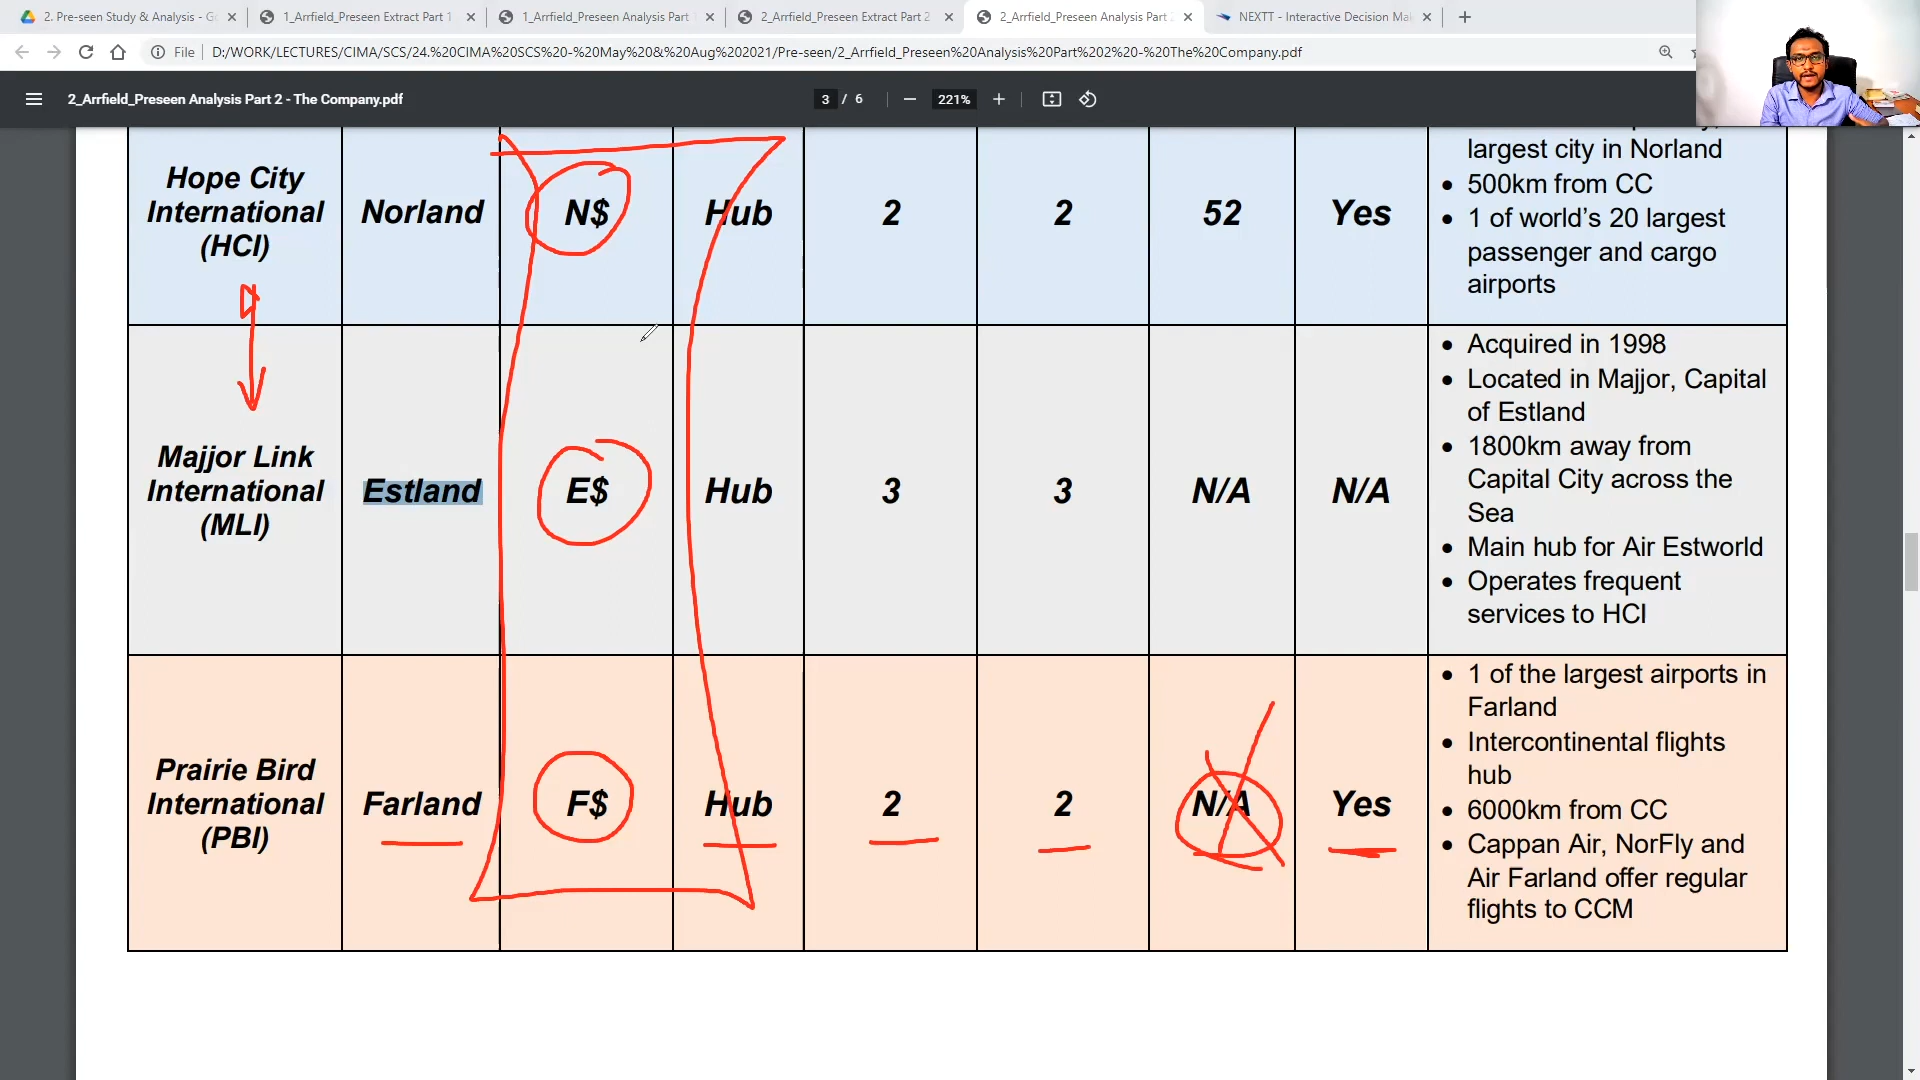 2. Pre-seen Study & Analysis - G
1_Arrfield_Preseen Extract Part 1
1_Arrfield_Preseen Analysis Part
2_Arrfield_Preseen Extract Part 2
2_Arrfield_Preseen Analysis Part
NEXTT - Interactive Decision Ma
File
D:/WORK/LECTURES/CIMA/SCS/24.%20CIMA%20SCS%20-%20May%20&%20Aug%202021/Pre-seen/2_Arrfield_Preseen%20Analysis%20Part%202%20-%20The%20Company.pdf
2_Arrfield_Preseen Analysis Part 2 - The Company.pdf
3 / 6
221%
Hope City
International
(HCI)
Norland
N$
Hub
2
2
52
Yes
largest city in Norland
• 500km from CC
• 1 of world's 20 largest
passenger and cargo
airports
Majjor Link
International
(MLI)
Estland
E$
Hub
3
3
N/A
N/A
• Acquired in 1998
• Located in Majjor, Capital
of Estland
• 1800km away from
Capital City across the
Sea
• Main hub for Air Estworld
• Operates frequent
services to HCI
Prairie Bird
International
(PBI)
Farland
F$
Hub
2
2
N/A
Yes
• 1 of the largest airports in
Farland
• Intercontinental flights
hub
• 6000km from CC
• Cappan Air, NorFly and
Air Farland offer regular
flights to CCM